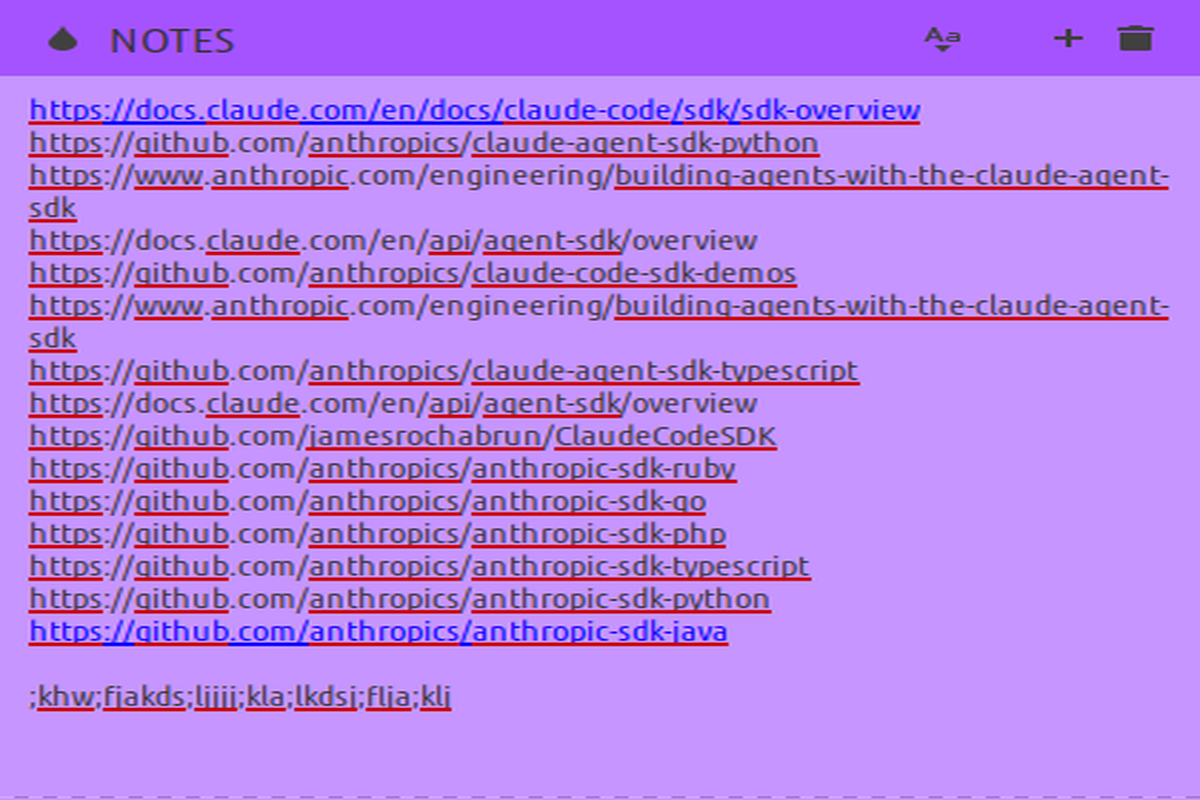 NOTES
Aa
https://docs.claude.com/en/docs/claude-code/sdk/sdk-overview
https://github.com/anthropics/claude-agent-sdk-python
https://www.anthropic.com/engineering/building-agents-with-the-claude-agent-
sdk
https://docs.claude.com/en/api/agent-sdk/overview
https://github.com/anthropics/claude-code-sdk-demos
https://www.anthropic.com/engineering/building-agents-with-the-claude-agent-
sdk
https://github.com/anthropics/claude-agent-sdk-typescript
https://docs.claude.com/en/api/agent-sdk/overview
https://github.com/jamesrochabrun/ClaudeCodeSDK
https://github.com/anthropics/anthropic-sdk-ruby
https://github.com/anthropics/anthropic-sdk-go
https://github.com/anthropics/anthropic-sdk-php
https://github.com/anthropics/anthropic-sdk-typescript
https://github.com/anthropics/anthropic-sdk-python
https://github.com/anthropics/anthropic-sdk-java
;khw;fjakds;ljjjj;kla;lkdsj;flja;klj